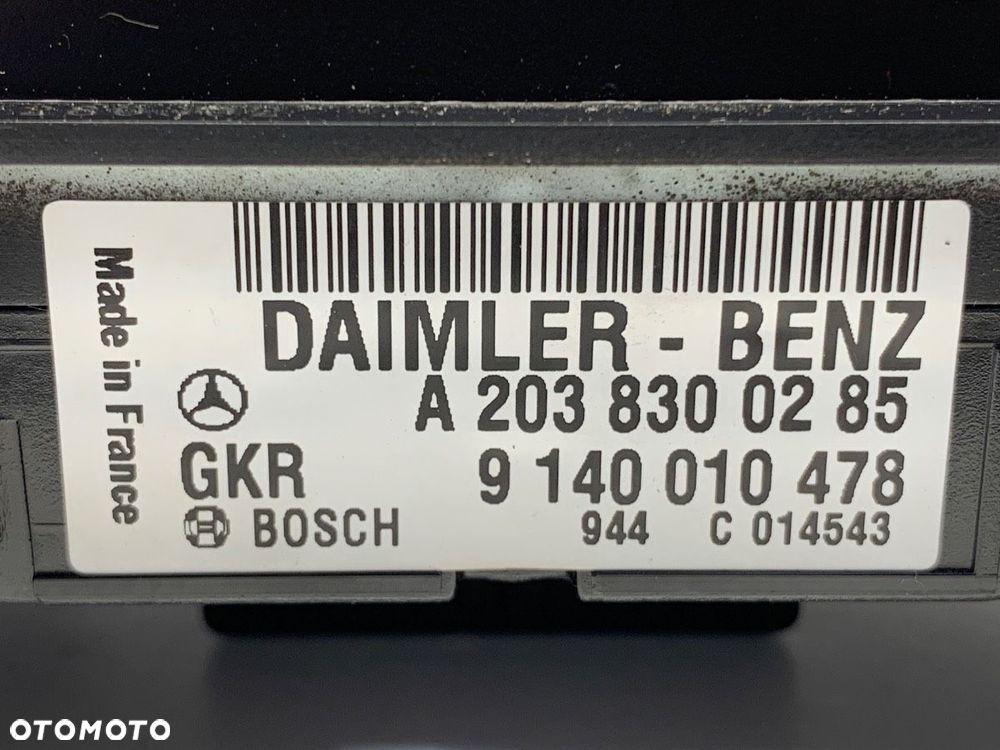 Made in France
DAIMLER - BENZ
A 203 830 02 85
GKR 9 140 010 478
BOSCH 944 C 014543
OTOMOTO